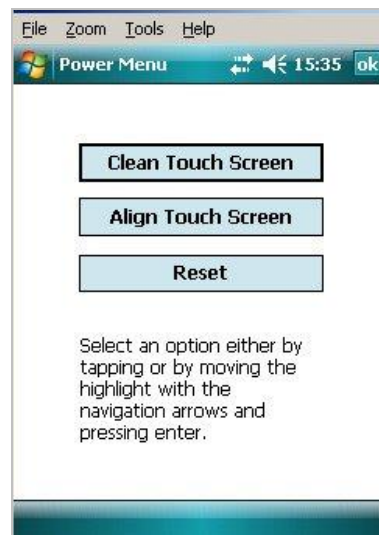 File Zoom Tools Help
Power Menu 15:35 ok
Clean Touch Screen
Align Touch Screen
Reset
Select an option either by
tapping or by moving the
highlight with the
navigation arrows and
pressing enter.